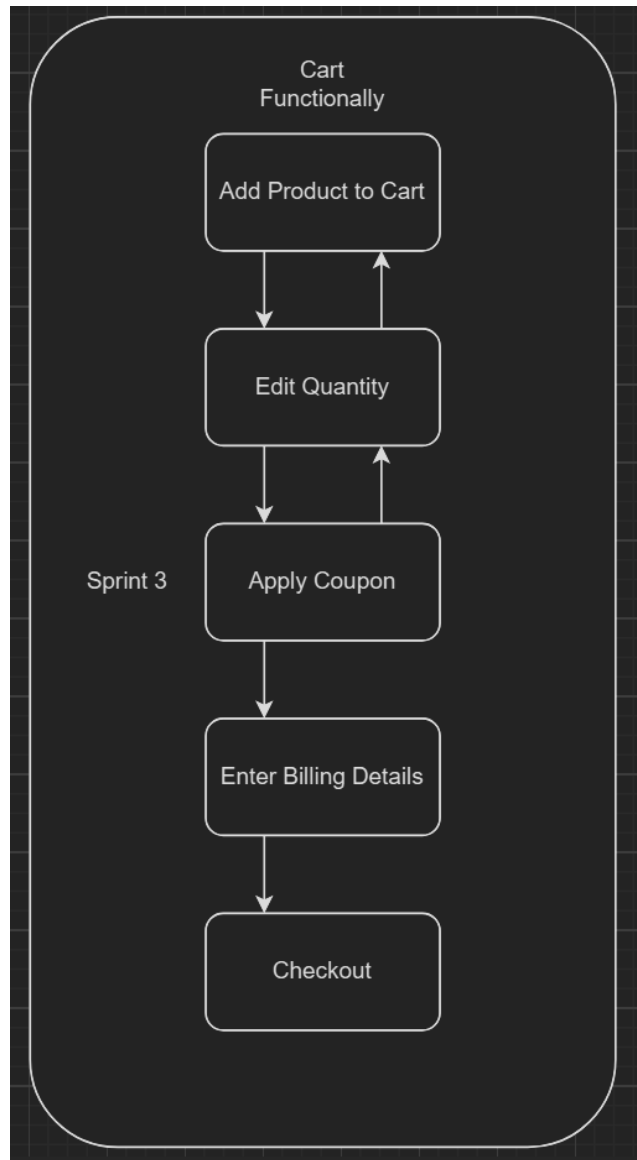 Cart
Functionally
Add Product to Cart
Edit Quantity
Sprint 3
Apply Coupon
Enter Billing Details
Checkout